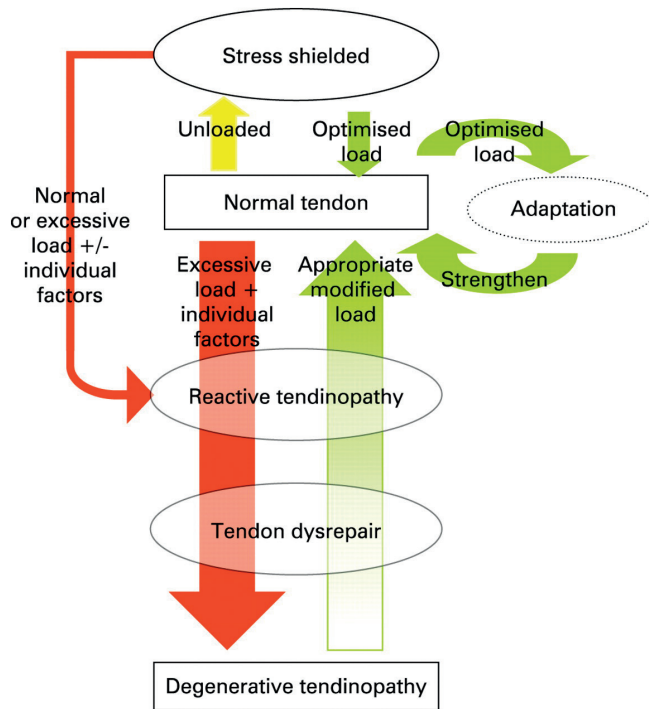 Stress shielded
Unloaded
Optimised
load
Optimised
load
Normal
or excessive
load +/-
individual
factors
Normal tendon
Adaptation
Excessive
load +
individual
factors
Appropriate
modified
load
Strengthen
Reactive tendinopathy
Tendon dysrepair
Degenerative tendinopathy